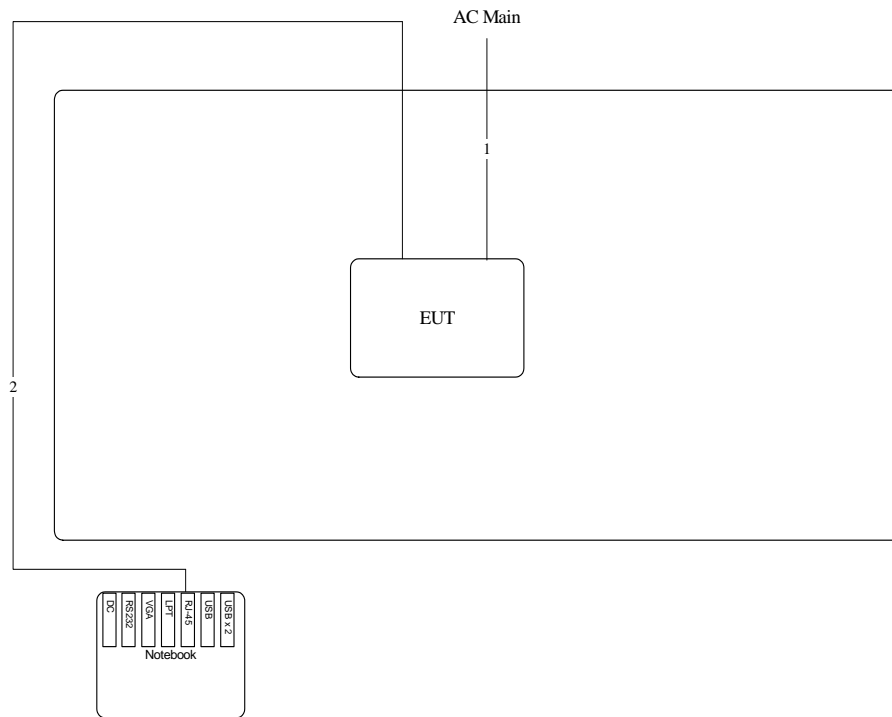 AC Main
1
EUT
2
DC
RS232
VGA
LPT
RJ-45
USB
USB x 2
Notebook